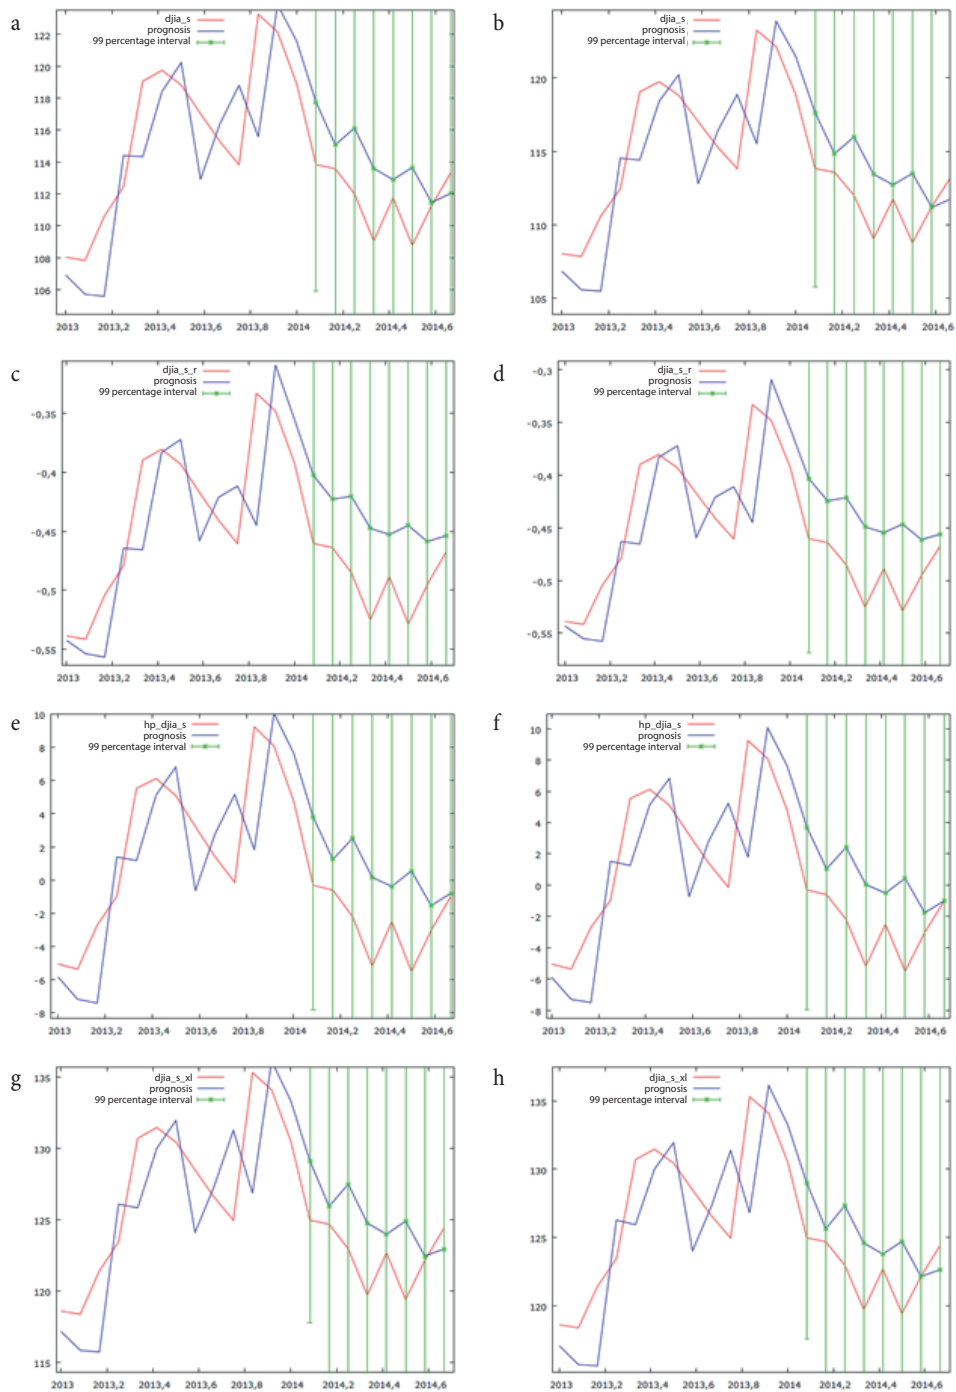 a
djia_s
prognosis
99 percentage interval
122
120
118
116
114
112
110
108
106
2013 2013,2 2013,4 2013,6 2013,8 2014 2014,2 2014,4 2014,6
b
djia_s
prognosis
99 percentage interval
120
115
110
105
2013 2013,2 2013,4 2013,6 2013,8 2014 2014,2 2014,4 2014,6
c
djia_s_r
prognosis
99 percentage interval
-0,35
-0,4
-0,45
-0,5
-0,55
2013 2013,2 2013,4 2013,6 2013,8 2014 2014,2 2014,4 2014,6
d
djia_s_r
prognosis
99 percentage interval
-0,3
-0,35
-0,4
-0,45
-0,5
-0,55
2013 2013,2 2013,4 2013,6 2013,8 2014 2014,2 2014,4 2014,6
e
hp_djia_s
prognosis
99 percentage interval
10
8
6
4
2
0
-2
-4
-6
-8
2013 2013,2 2013,4 2013,6 2013,8 2014 2014,2 2014,4 2014,6
f
hp_djia_s
prognosis
99 percentage interval
10
8
6
4
2
0
-2
-4
-6
-8
2013 2013,2 2013,4 2013,6 2013,8 2014 2014,2 2014,4 2014,6
g
djia_s_xl
prognosis
99 percentage interval
135
130
125
120
115
2013 2013,2 2013,4 2013,6 2013,8 2014 2014,2 2014,4 2014,6
h
djia_s_xl
prognosis
99 percentage interval
135
130
125
120
2013 2013,2 2013,4 2013,6 2013,8 2014 2014,2 2014,4 2014,6